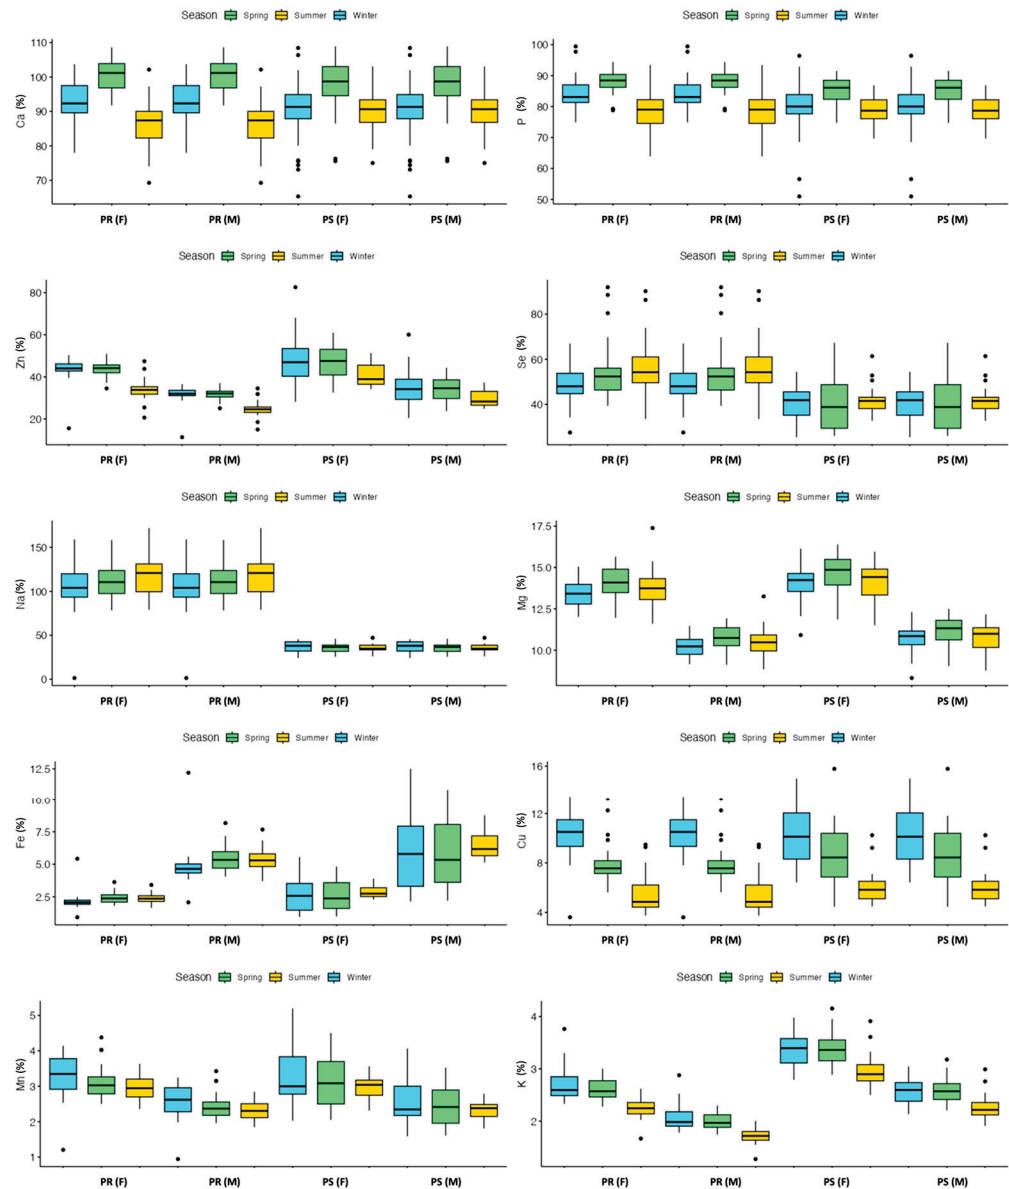 Season Spring Summer Winter
110
100
90
80
70
Ca (%)
PR (F) PR (M) PS (F) PS (M)
Season Spring Summer Winter
100
90
80
70
60
50
P (%)
PR (F) PR (M) PS (F) PS (M)
Season Spring Summer Winter
80
60
40
20
Zn (%)
PR (F) PR (M) PS (F) PS (M)
Season Spring Summer Winter
80
60
40
Se (%)
PR (F) PR (M) PS (F) PS (M)
Season Spring Summer Winter
150
100
50
0
Na (%)
PR (F) PR (M) PS (F) PS (M)
Season Spring Summer Winter
17.5
15.0
12.5
10.0
Mg (%)
PR (F) PR (M) PS (F) PS (M)
Season Spring Summer Winter
12.5
10.0
7.5
5.0
2.5
Fe (%)
PR (F) PR (M) PS (F) PS (M)
Season Spring Summer Winter
16
12
8
4
Cu (%)
PR (F) PR (M) PS (F) PS (M)
Season Spring Summer Winter
5
4
3
2
1
Mn (%)
PR (F) PR (M) PS (F) PS (M)
Season Spring Summer Winter
4
3
2
K (%)
PR (F) PR (M) PS (F) PS (M)